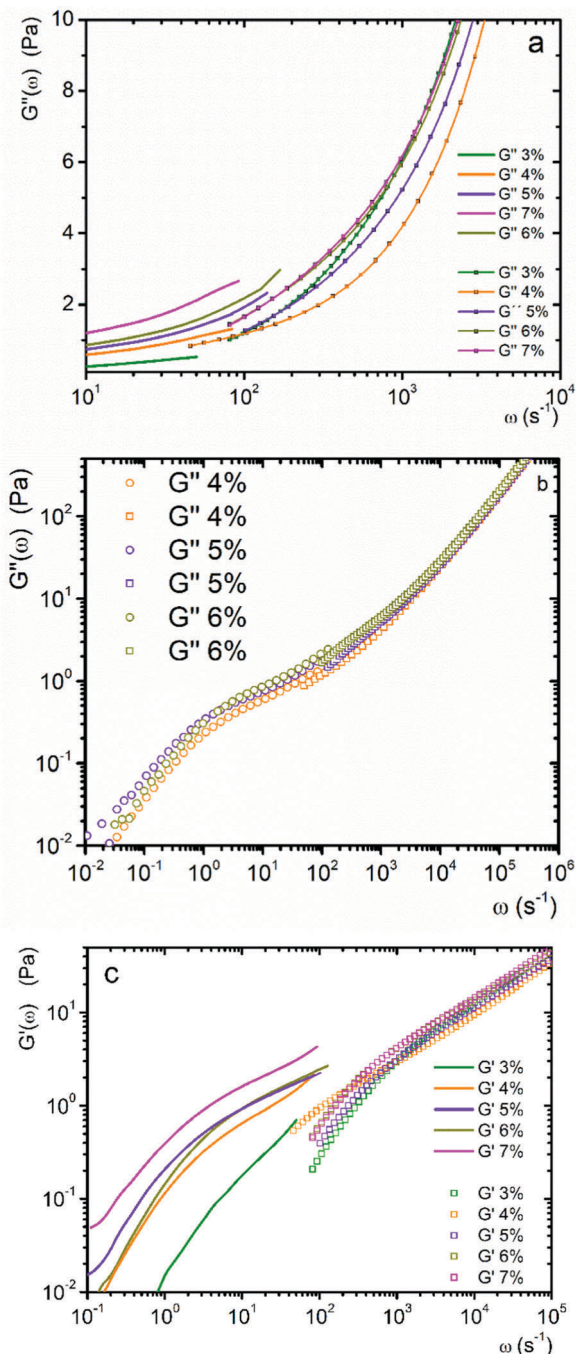 a
G''(ω) (Pa)
10
8
6
4
2
G'' 3%
G'' 4%
G'' 5%
G'' 7%
G'' 6%
G'' 3%
G'' 4%
G´´ 5%
G'' 6%
G'' 7%
10¹ 10² 10³ 10⁴
ω (s⁻¹)
b
G''(ω) (Pa)
10²
10¹
10⁰
10⁻¹
10⁻²
G'' 4%
G'' 4%
G'' 5%
G'' 5%
G'' 6%
G'' 6%
10⁻² 10⁻¹ 10⁰ 10¹ 10² 10³ 10⁴ 10⁵ 10⁶
ω (s⁻¹)
c
G'(ω) (Pa)
10¹
10⁰
10⁻¹
10⁻²
G' 3%
G' 4%
G' 5%
G' 6%
G' 7%
G' 3%
G' 4%
G' 5%
G' 6%
G' 7%
10⁻¹ 10⁰ 10¹ 10² 10³ 10⁴ 10⁵
ω (s⁻¹)